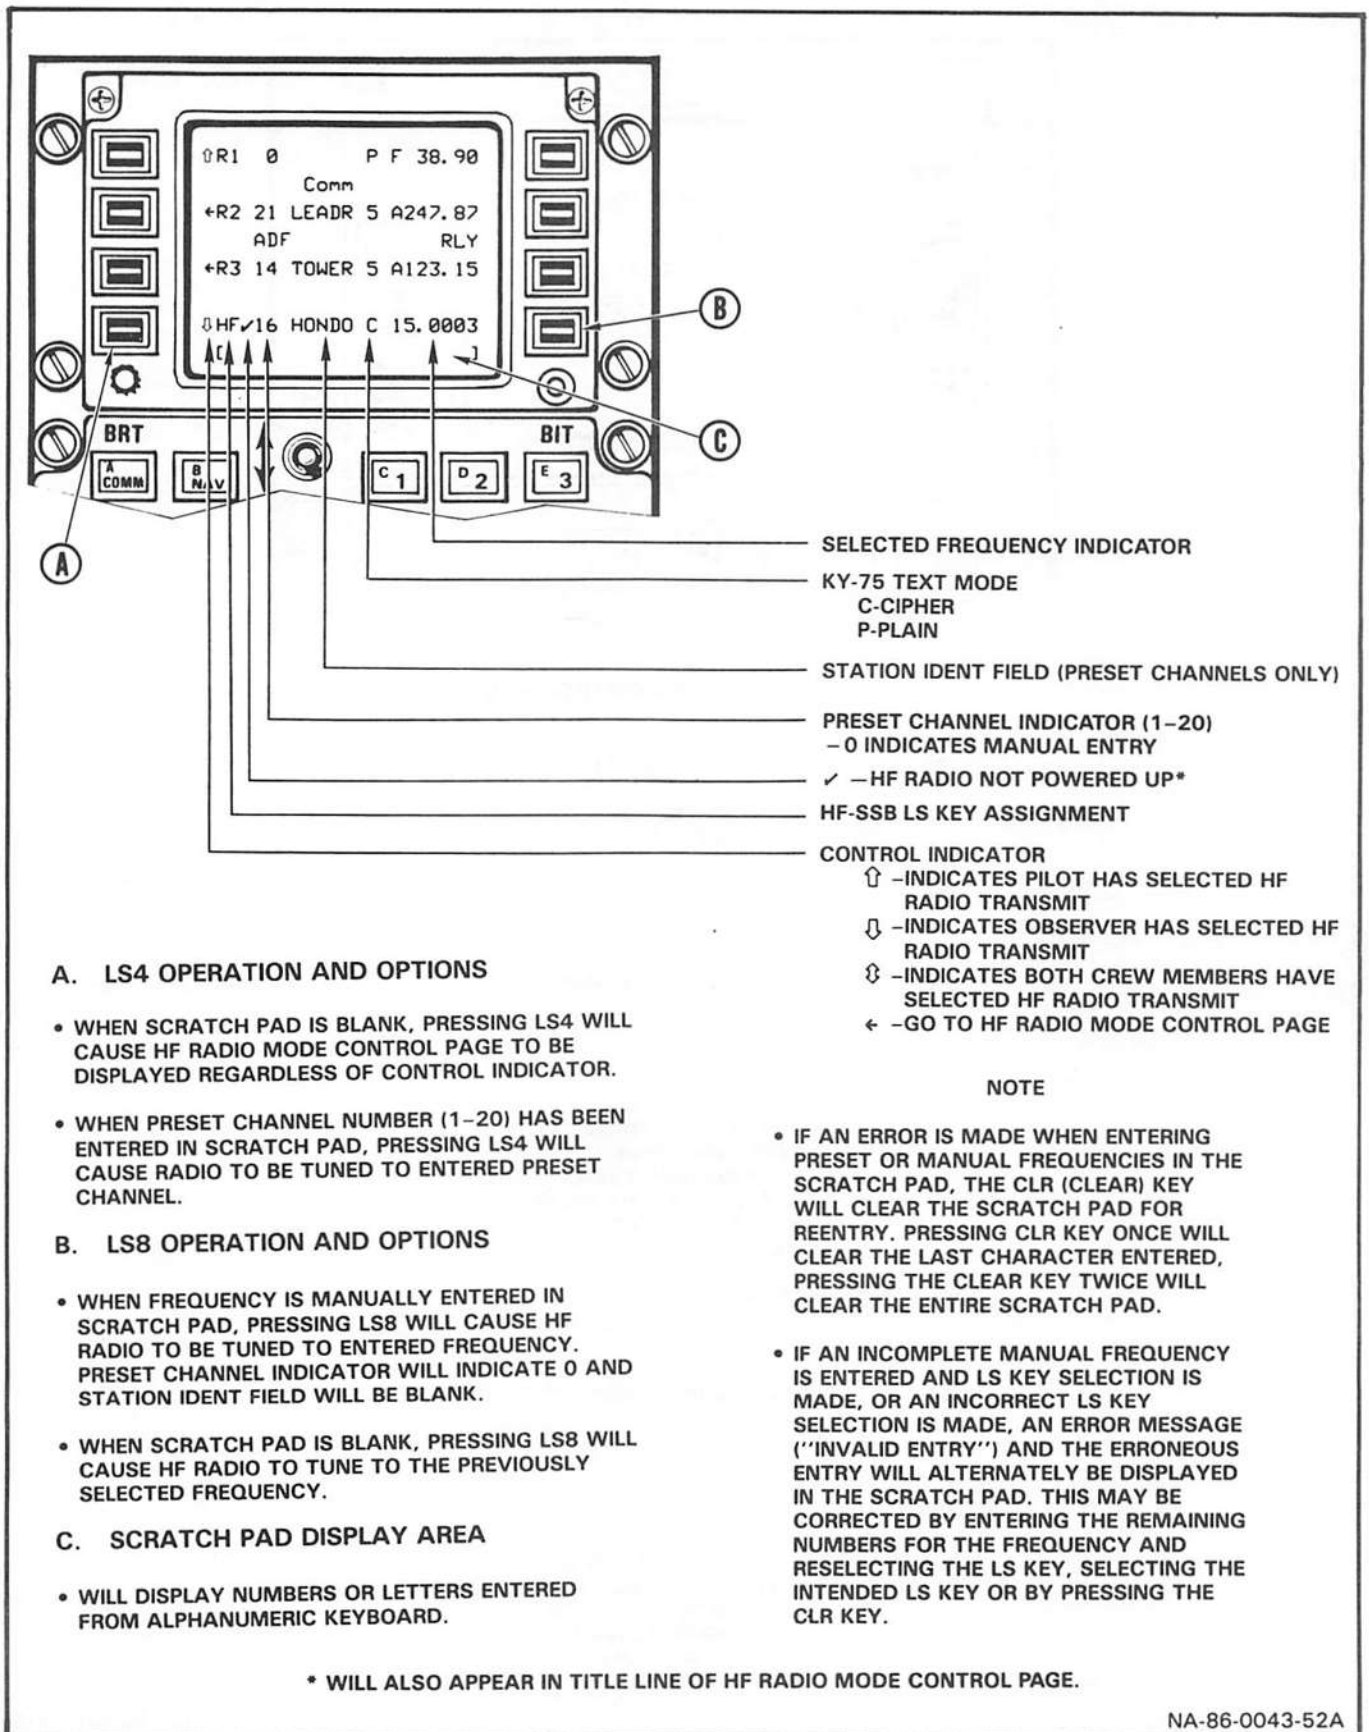 ⇧R1 0 P F 38.90
Comm
←R2 21 LEADR 5 A247.87
ADF RLY
←R3 14 TOWER 5 A123.15
⇩HF✓16 HONDO C 15.0003
[ ]
A
B
C
BRT
BIT
A COMM
B NAV
C 1
D 2
E 3
SELECTED FREQUENCY INDICATOR
KY-75 TEXT MODE
C-CIPHER
P-PLAIN
STATION IDENT FIELD (PRESET CHANNELS ONLY)
PRESET CHANNEL INDICATOR (1–20)
– 0 INDICATES MANUAL ENTRY
✓ —HF RADIO NOT POWERED UP*
HF-SSB LS KEY ASSIGNMENT
CONTROL INDICATOR
⇧ –INDICATES PILOT HAS SELECTED HF
RADIO TRANSMIT
⇩ –INDICATES OBSERVER HAS SELECTED HF
RADIO TRANSMIT
⇳ –INDICATES BOTH CREW MEMBERS HAVE
SELECTED HF RADIO TRANSMIT
← –GO TO HF RADIO MODE CONTROL PAGE
A. LS4 OPERATION AND OPTIONS
• WHEN SCRATCH PAD IS BLANK, PRESSING LS4 WILL
CAUSE HF RADIO MODE CONTROL PAGE TO BE
DISPLAYED REGARDLESS OF CONTROL INDICATOR.
• WHEN PRESET CHANNEL NUMBER (1–20) HAS BEEN
ENTERED IN SCRATCH PAD, PRESSING LS4 WILL
CAUSE RADIO TO BE TUNED TO ENTERED PRESET
CHANNEL.
B. LS8 OPERATION AND OPTIONS
• WHEN FREQUENCY IS MANUALLY ENTERED IN
SCRATCH PAD, PRESSING LS8 WILL CAUSE HF
RADIO TO BE TUNED TO ENTERED FREQUENCY.
PRESET CHANNEL INDICATOR WILL INDICATE 0 AND
STATION IDENT FIELD WILL BE BLANK.
• WHEN SCRATCH PAD IS BLANK, PRESSING LS8 WILL
CAUSE HF RADIO TO TUNE TO THE PREVIOUSLY
SELECTED FREQUENCY.
C. SCRATCH PAD DISPLAY AREA
• WILL DISPLAY NUMBERS OR LETTERS ENTERED
FROM ALPHANUMERIC KEYBOARD.
NOTE
• IF AN ERROR IS MADE WHEN ENTERING
PRESET OR MANUAL FREQUENCIES IN THE
SCRATCH PAD, THE CLR (CLEAR) KEY
WILL CLEAR THE SCRATCH PAD FOR
REENTRY. PRESSING CLR KEY ONCE WILL
CLEAR THE LAST CHARACTER ENTERED,
PRESSING THE CLEAR KEY TWICE WILL
CLEAR THE ENTIRE SCRATCH PAD.
• IF AN INCOMPLETE MANUAL FREQUENCY
IS ENTERED AND LS KEY SELECTION IS
MADE, OR AN INCORRECT LS KEY
SELECTION IS MADE, AN ERROR MESSAGE
(''INVALID ENTRY'') AND THE ERRONEOUS
ENTRY WILL ALTERNATELY BE DISPLAYED
IN THE SCRATCH PAD. THIS MAY BE
CORRECTED BY ENTERING THE REMAINING
NUMBERS FOR THE FREQUENCY AND
RESELECTING THE LS KEY, SELECTING THE
INTENDED LS KEY OR BY PRESSING THE
CLR KEY.
* WILL ALSO APPEAR IN TITLE LINE OF HF RADIO MODE CONTROL PAGE.
NA-86-0043-52A